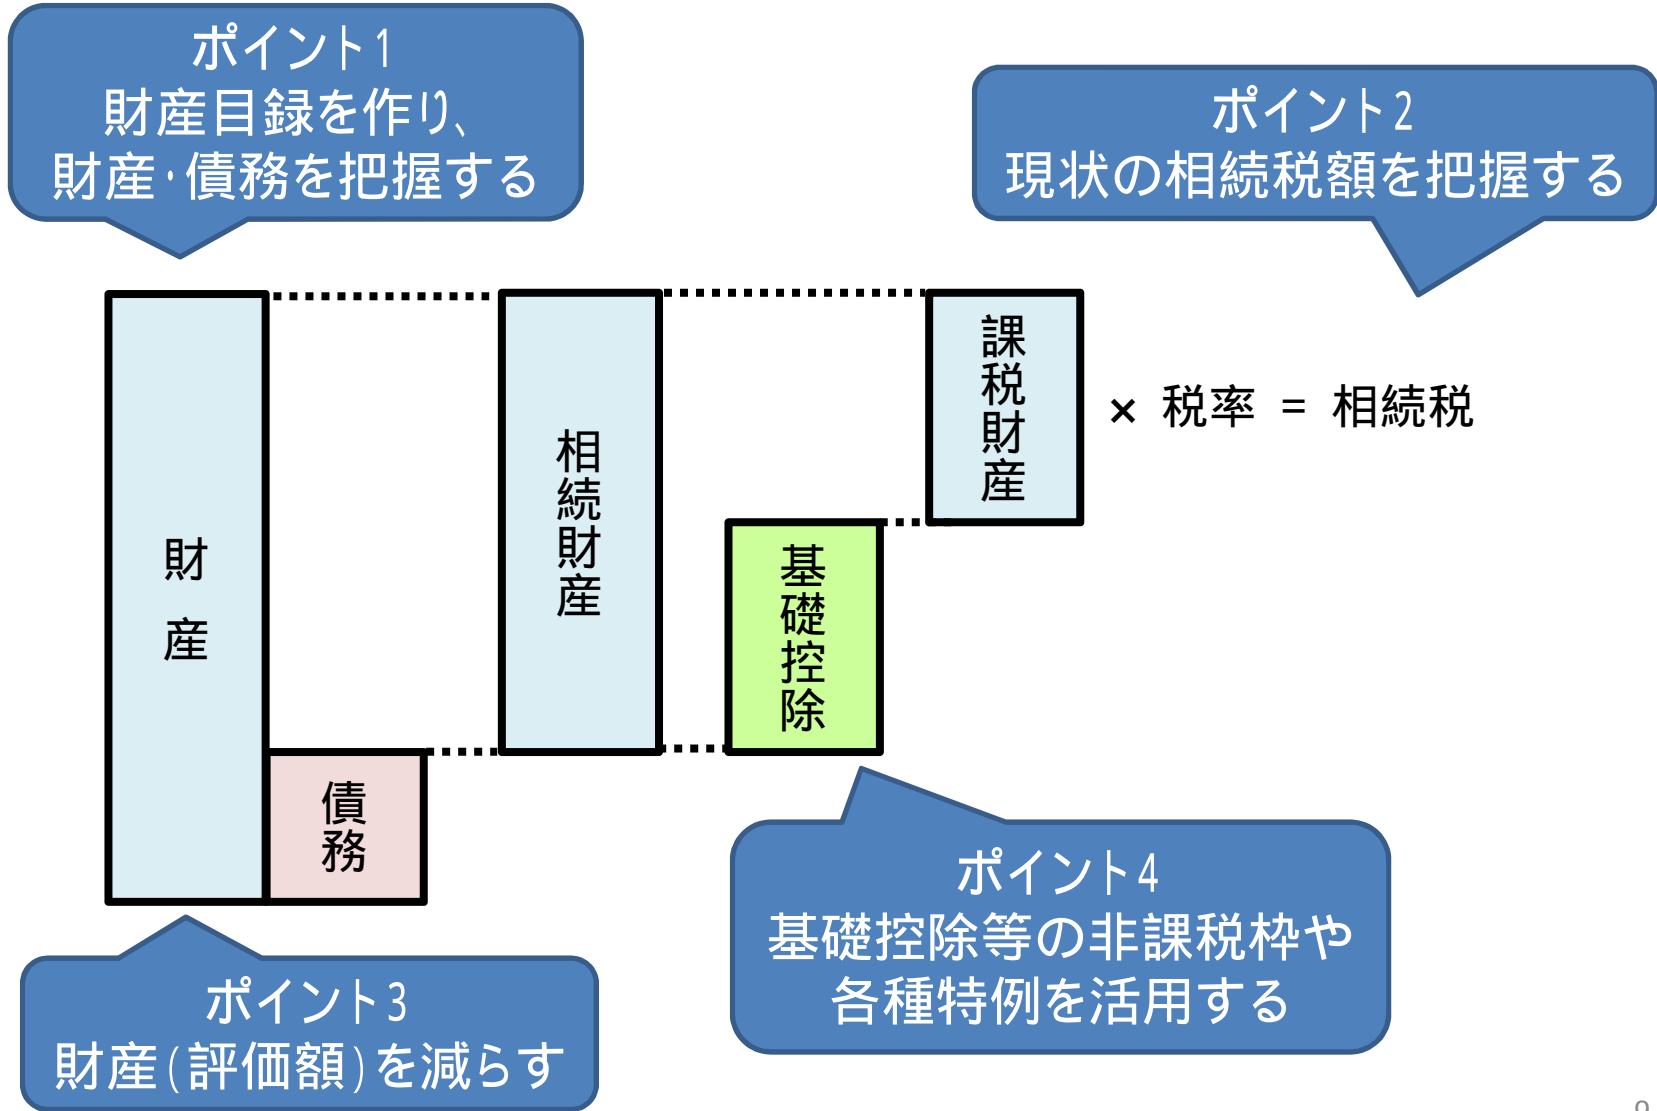 ポイント1
財産目録を作り、
財産・債務を把握する
ポイント2
現状の相続税額を把握する
財産
債務
相続財産
基礎控除
課税財産
× 税率 = 相続税
ポイント3
財産(評価額)を減らす
ポイント4
基礎控除等の非課税枠や
各種特例を活用する